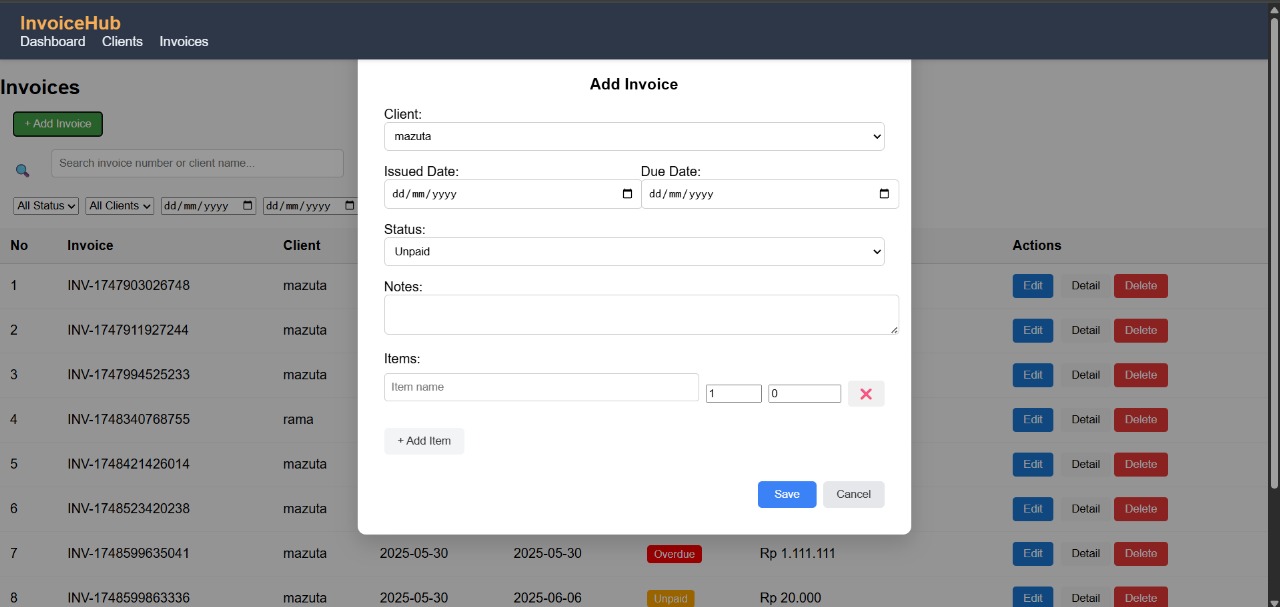 InvoiceHub
Dashboard Clients Invoices
Invoices
+ Add Invoice
Search invoice number or client name...
All Status All Clients dd/mm/yyyy dd/mm/yyyy
No Invoice Client Actions
1 INV-1747903026748 mazuta Edit Detail Delete
2 INV-1747911927244 mazuta Edit Detail Delete
3 INV-1747994525233 mazuta Edit Detail Delete
4 INV-1748340768755 rama Edit Detail Delete
5 INV-1748421426014 mazuta Edit Detail Delete
6 INV-1748523420238 mazuta Edit Detail Delete
7 INV-1748599635041 mazuta 2025-05-30 2025-05-30 Overdue Rp 1.111.111 Edit Detail Delete
8 INV-1748599863336 mazuta 2025-05-30 2025-06-06 Unpaid Rp 20.000 Edit Detail Delete
Add Invoice
Client:
mazuta
Issued Date: Due Date:
dd/mm/yyyy dd/mm/yyyy
Status:
Unpaid
Notes:
Items:
Item name 1 0
+ Add Item
Save Cancel